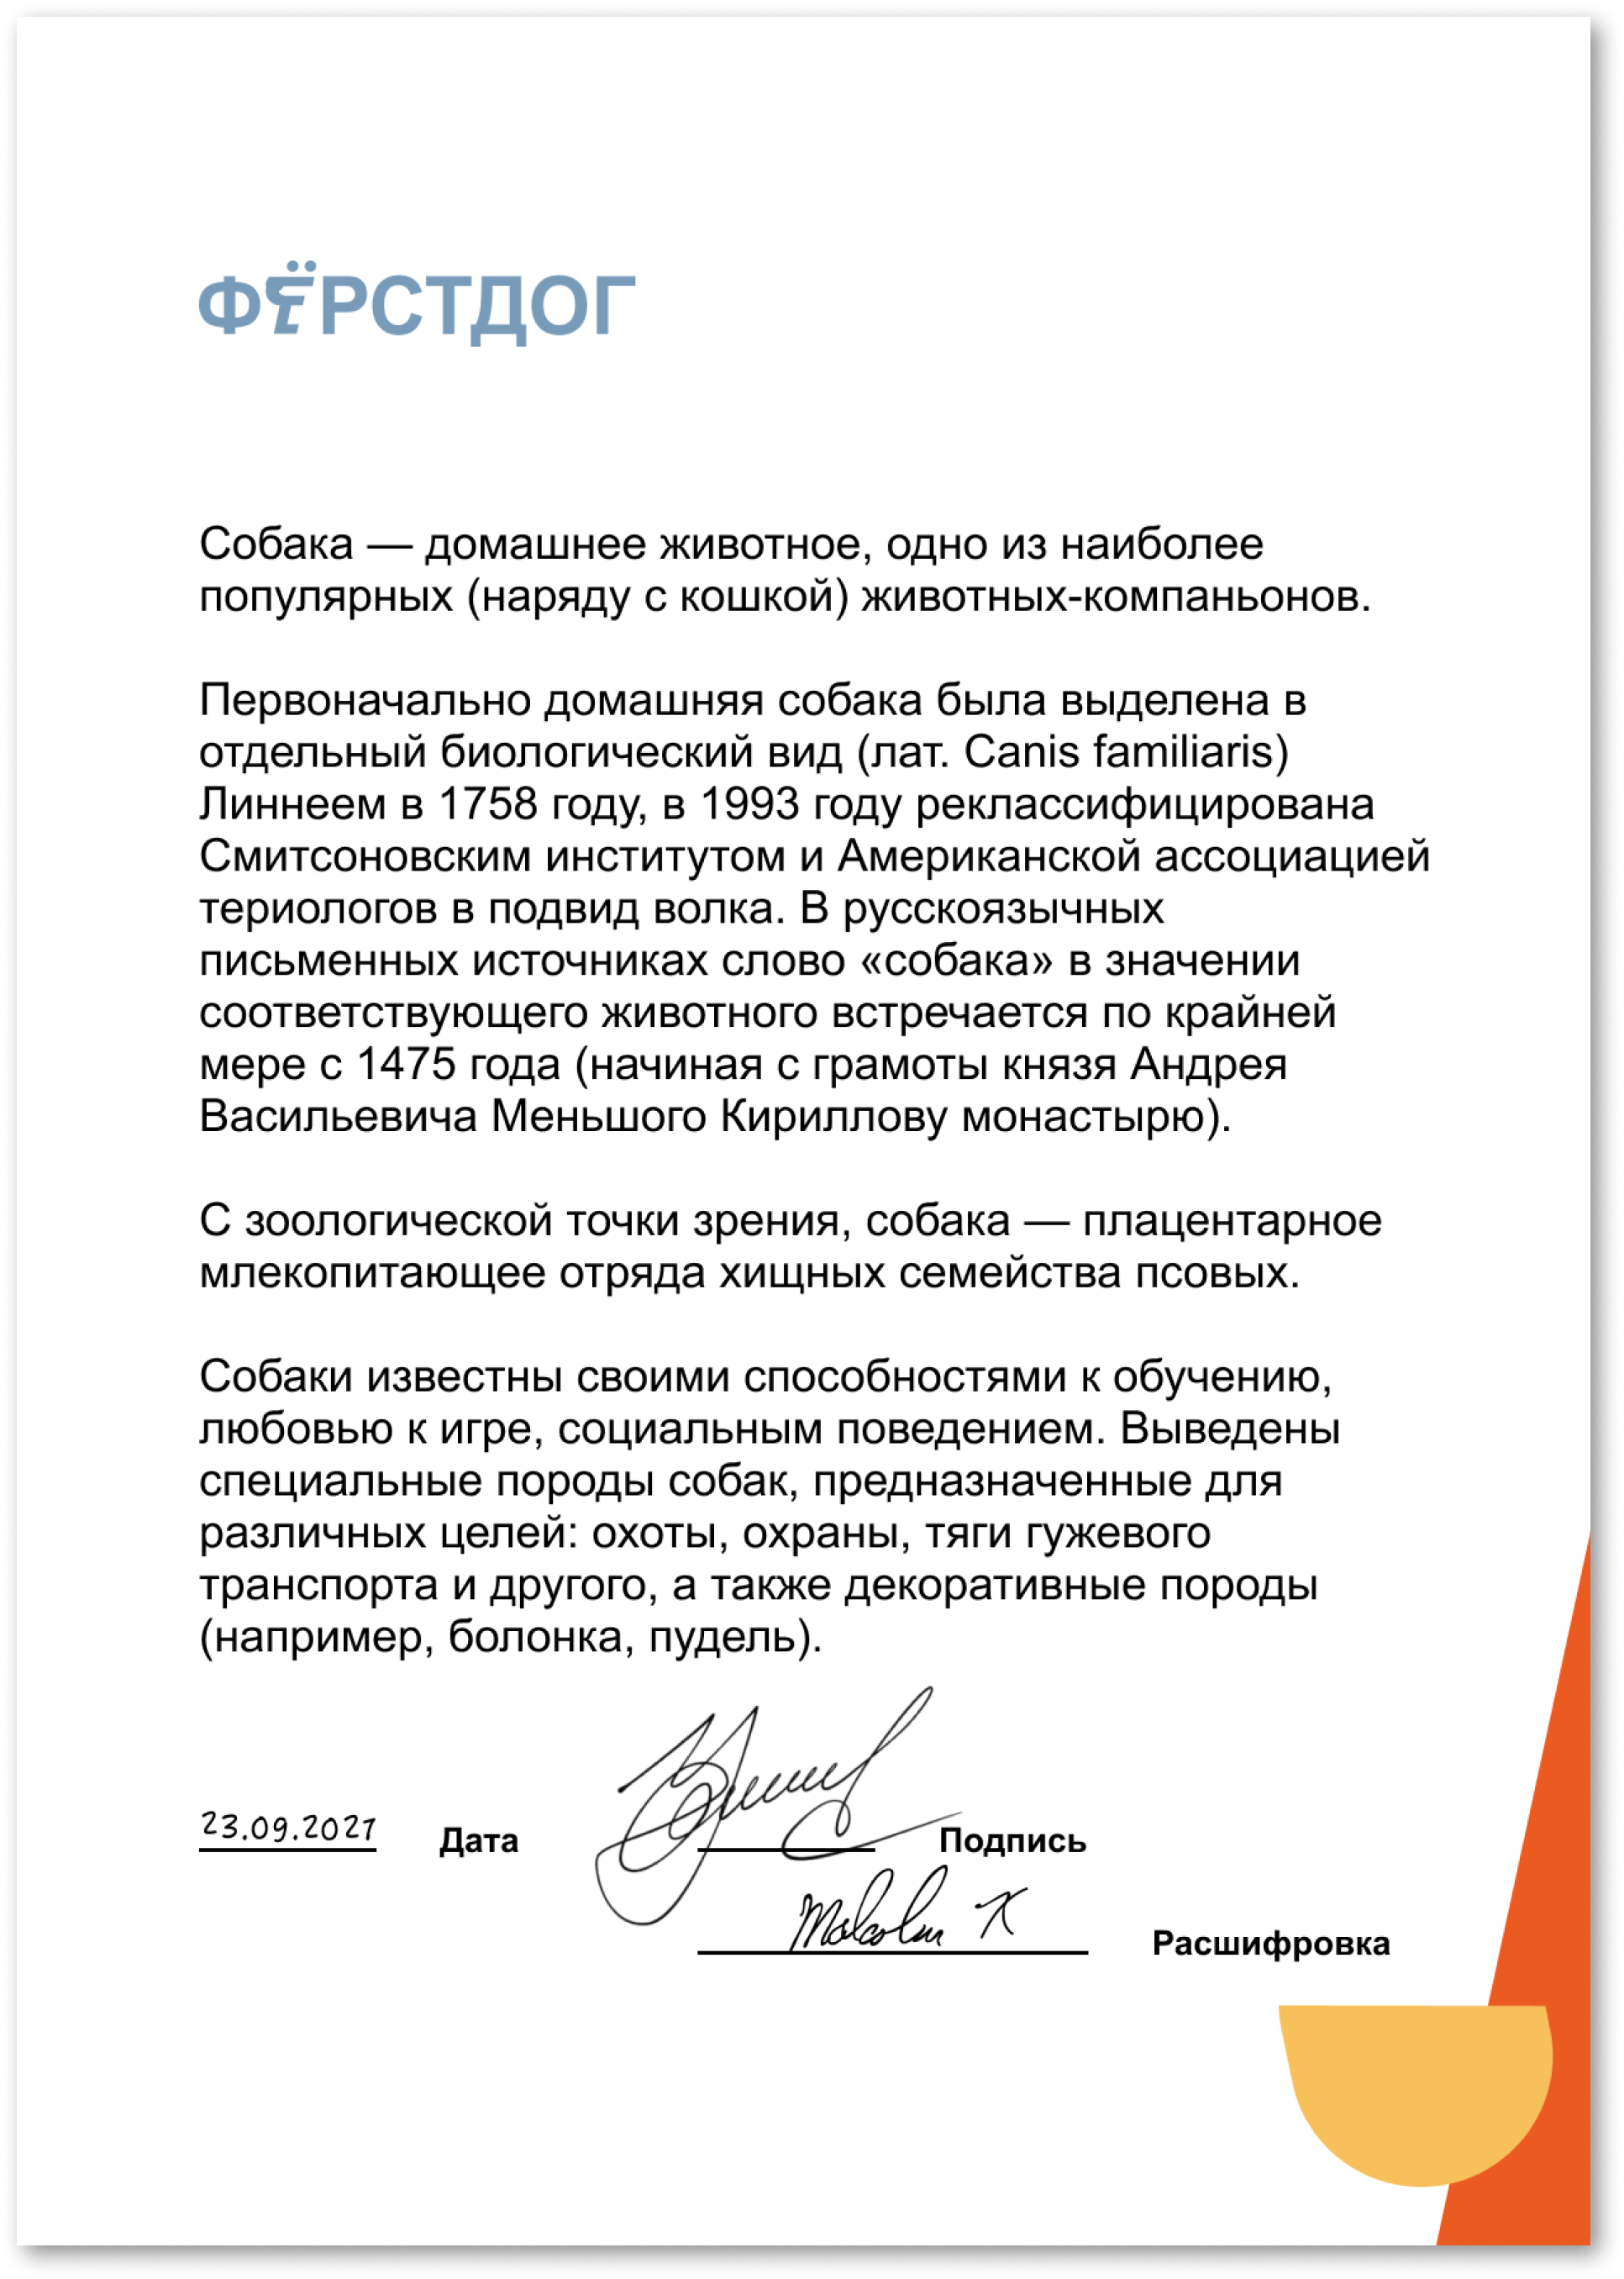 ФЁРСТДОГ
Собака — домашнее животное, одно из наиболее
популярных (наряду с кошкой) животных-компаньонов.
Первоначально домашняя собака была выделена в
отдельный биологический вид (лат. Canis familiaris)
Линнеем в 1758 году, в 1993 году реклассифицирована
Смитсоновским институтом и Американской ассоциацией
териологов в подвид волка. В русскоязычных
письменных источниках слово «собака» в значении
соответствующего животного встречается по крайней
мере с 1475 года (начиная с грамоты князя Андрея
Васильевича Меньшого Кириллову монастырю).
С зоологической точки зрения, собака — плацентарное
млекопитающее отряда хищных семейства псовых.
Собаки известны своими способностями к обучению,
любовью к игре, социальным поведением. Выведены
специальные породы собак, предназначенные для
различных целей: охоты, охраны, тяги гужевого
транспорта и другого, а также декоративные породы
(например, болонка, пудель).
23.09.2021 Дата Подпись
Malcolm X Расшифровка